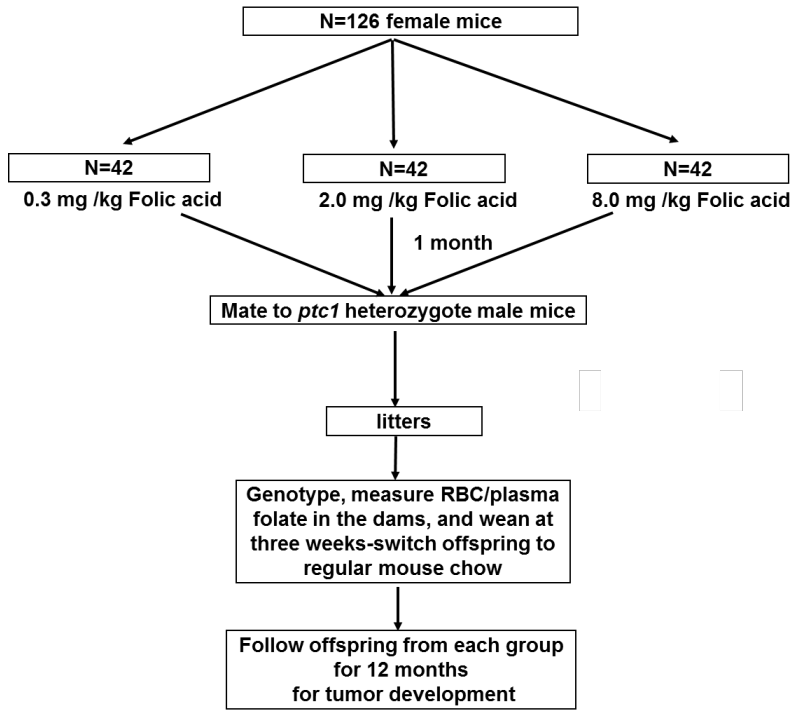 N=126 female mice
N=42
N=42
N=42
0.3 mg /kg Folic acid
2.0 mg /kg Folic acid
8.0 mg /kg Folic acid
1 month
Mate to ptc1 heterozygote male mice
litters
Genotype, measure RBC/plasma
folate in the dams, and wean at
three weeks-switch offspring to
regular mouse chow
Follow offspring from each group
for 12 months
for tumor development